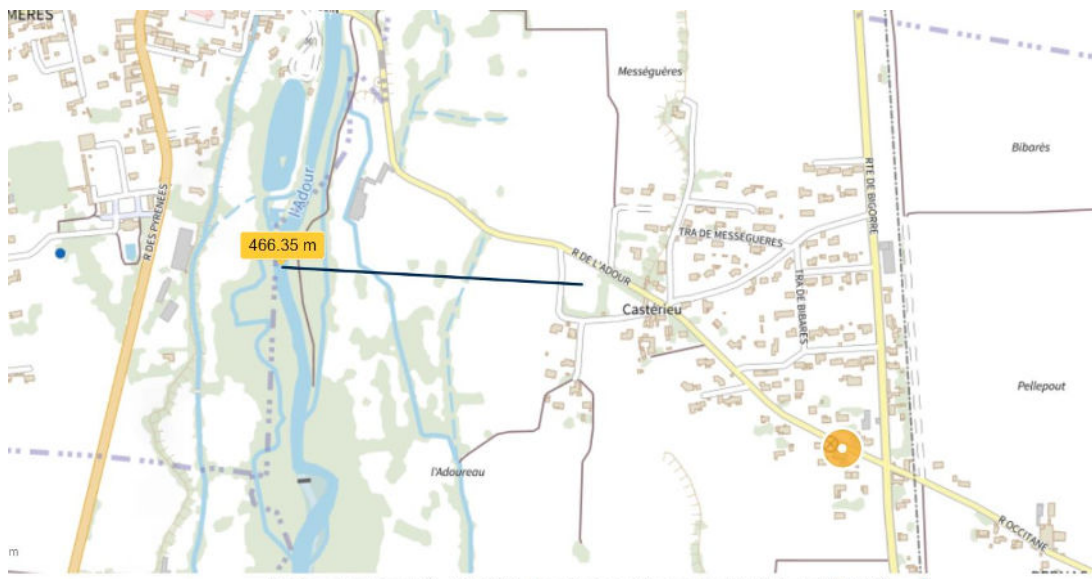 MERES
Mességuères
Bibarès
l'Adour
R DES PYRÉNÉES
RTE DE BIGORRE
466.35 m
TRA DE MESSÉGUERES
R DE L'ADOUR
TRA DE BIBARÈS
Castérieu
Pellepout
l'Adoureau
R OCCITANE
m